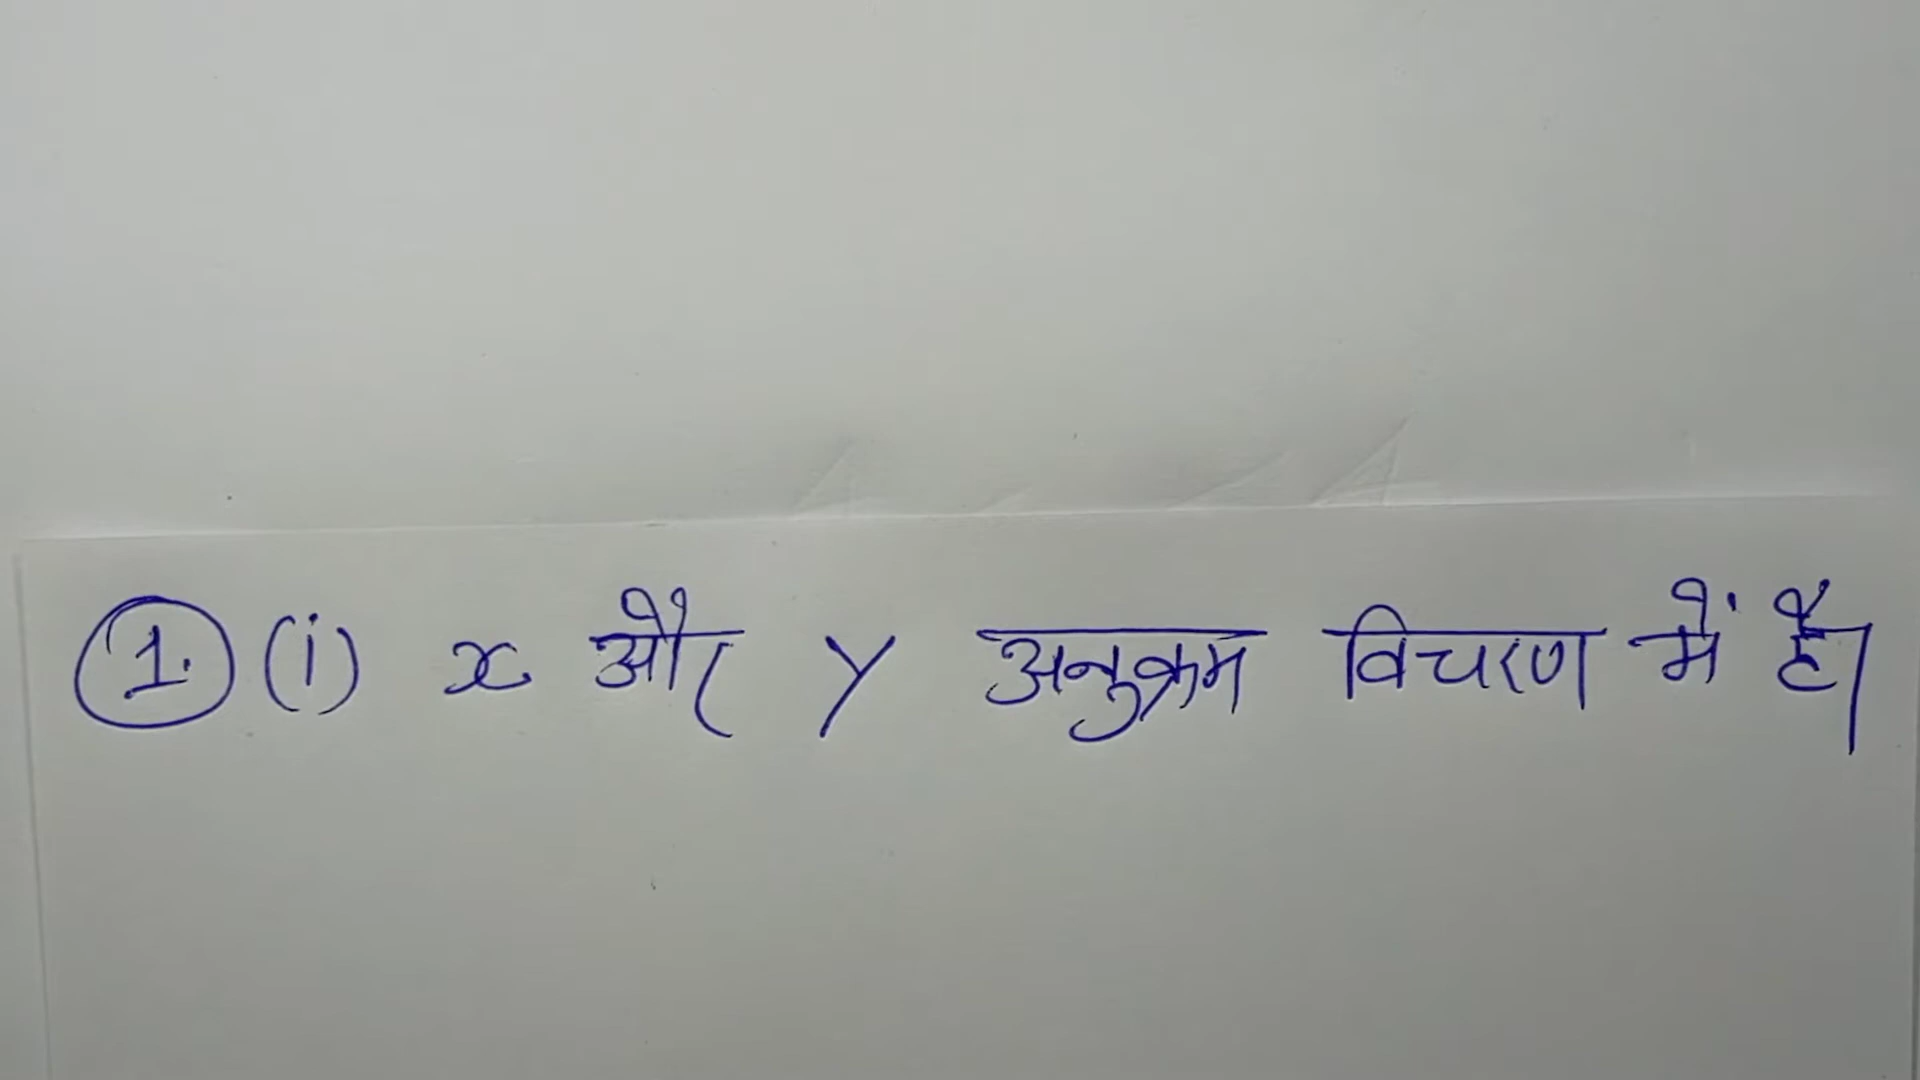 1. (i) x और y अनुक्रम विचरण में है।